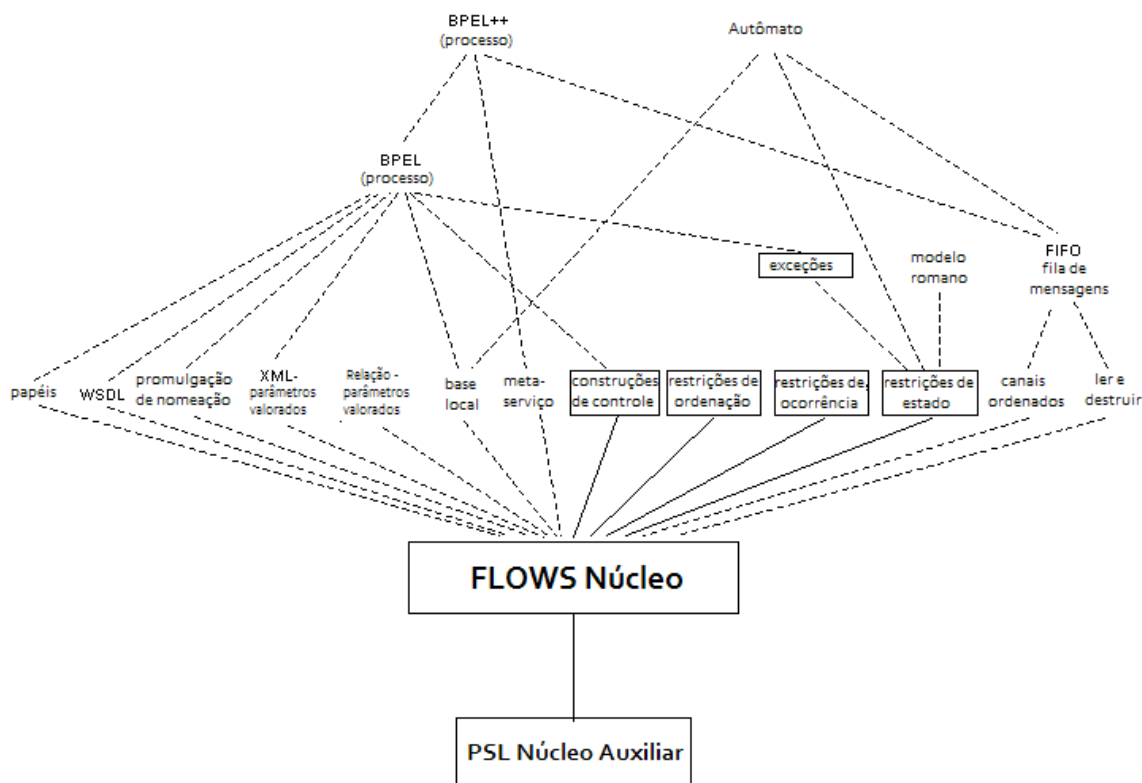 BPEL++
(processo)
Autômato
BPEL
(processo)
exceções
modelo
romano
FIFO
fila de
mensagens
papéis
WSDL
promulgação
de nomeação
XML-
parâmetros
valorados
Relação -
parâmetros
valorados
base
local
meta-
serviço
construções
de controle
restrições de
ordenação
restrições de,
ocorrência
restrições de
estado
canais
ordenados
ler e
destruir
FLOWS Núcleo
PSL Núcleo Auxiliar